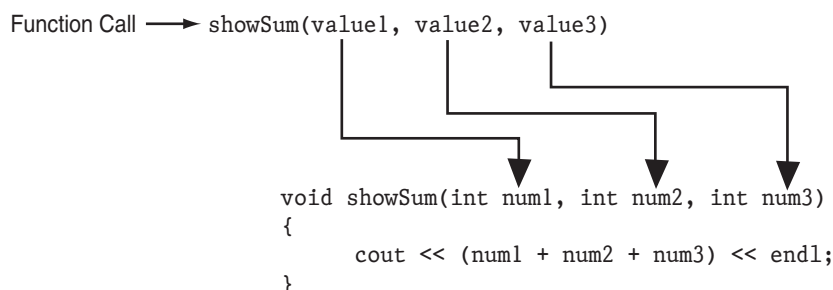 Function Call showSum(value1, value2, value3)
void showSum(int num1, int num2, int num3)
{
cout << (num1 + num2 + num3) << endl;
}